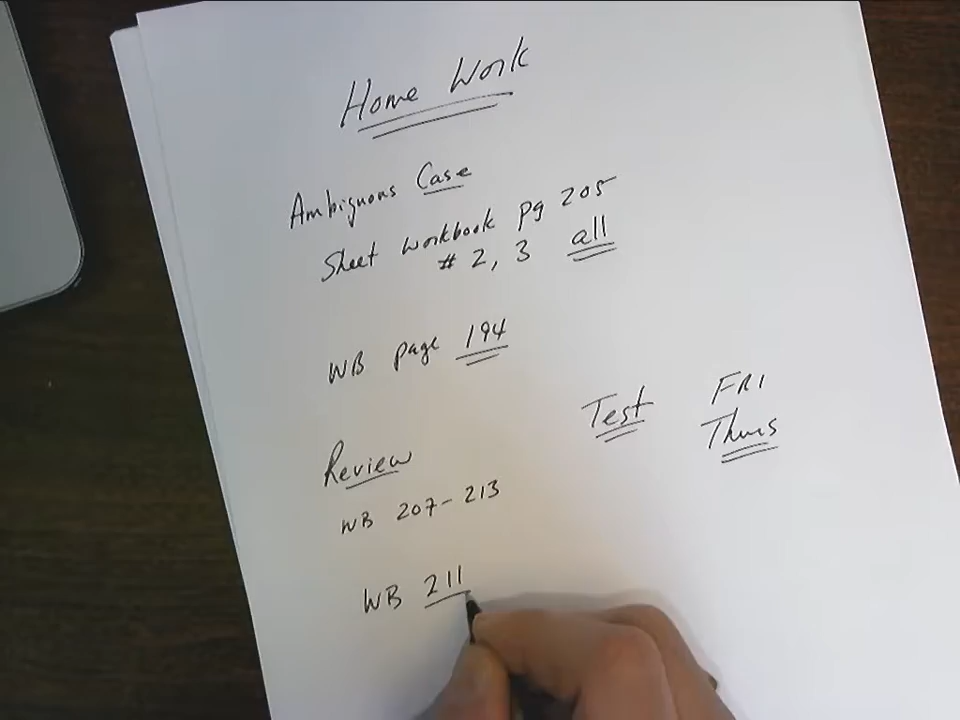 Home Work
Ambiguous Case
Sheet Workbook pg 205
# 2, 3 all
WB page 194
Test FRI
Thurs
Review
WB 207-213
WB 211